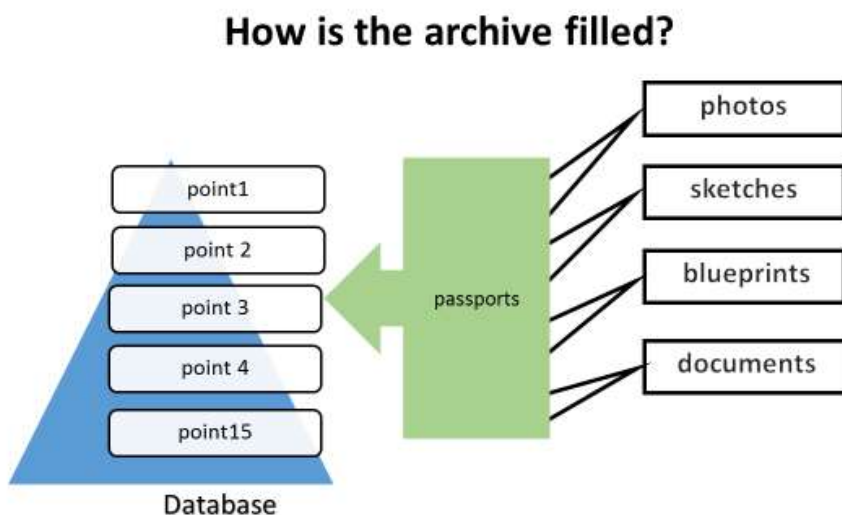 How is the archive filled?
point1
point 2
point 3
point 4
point15
Database
passports
photos
sketches
blueprints
documents